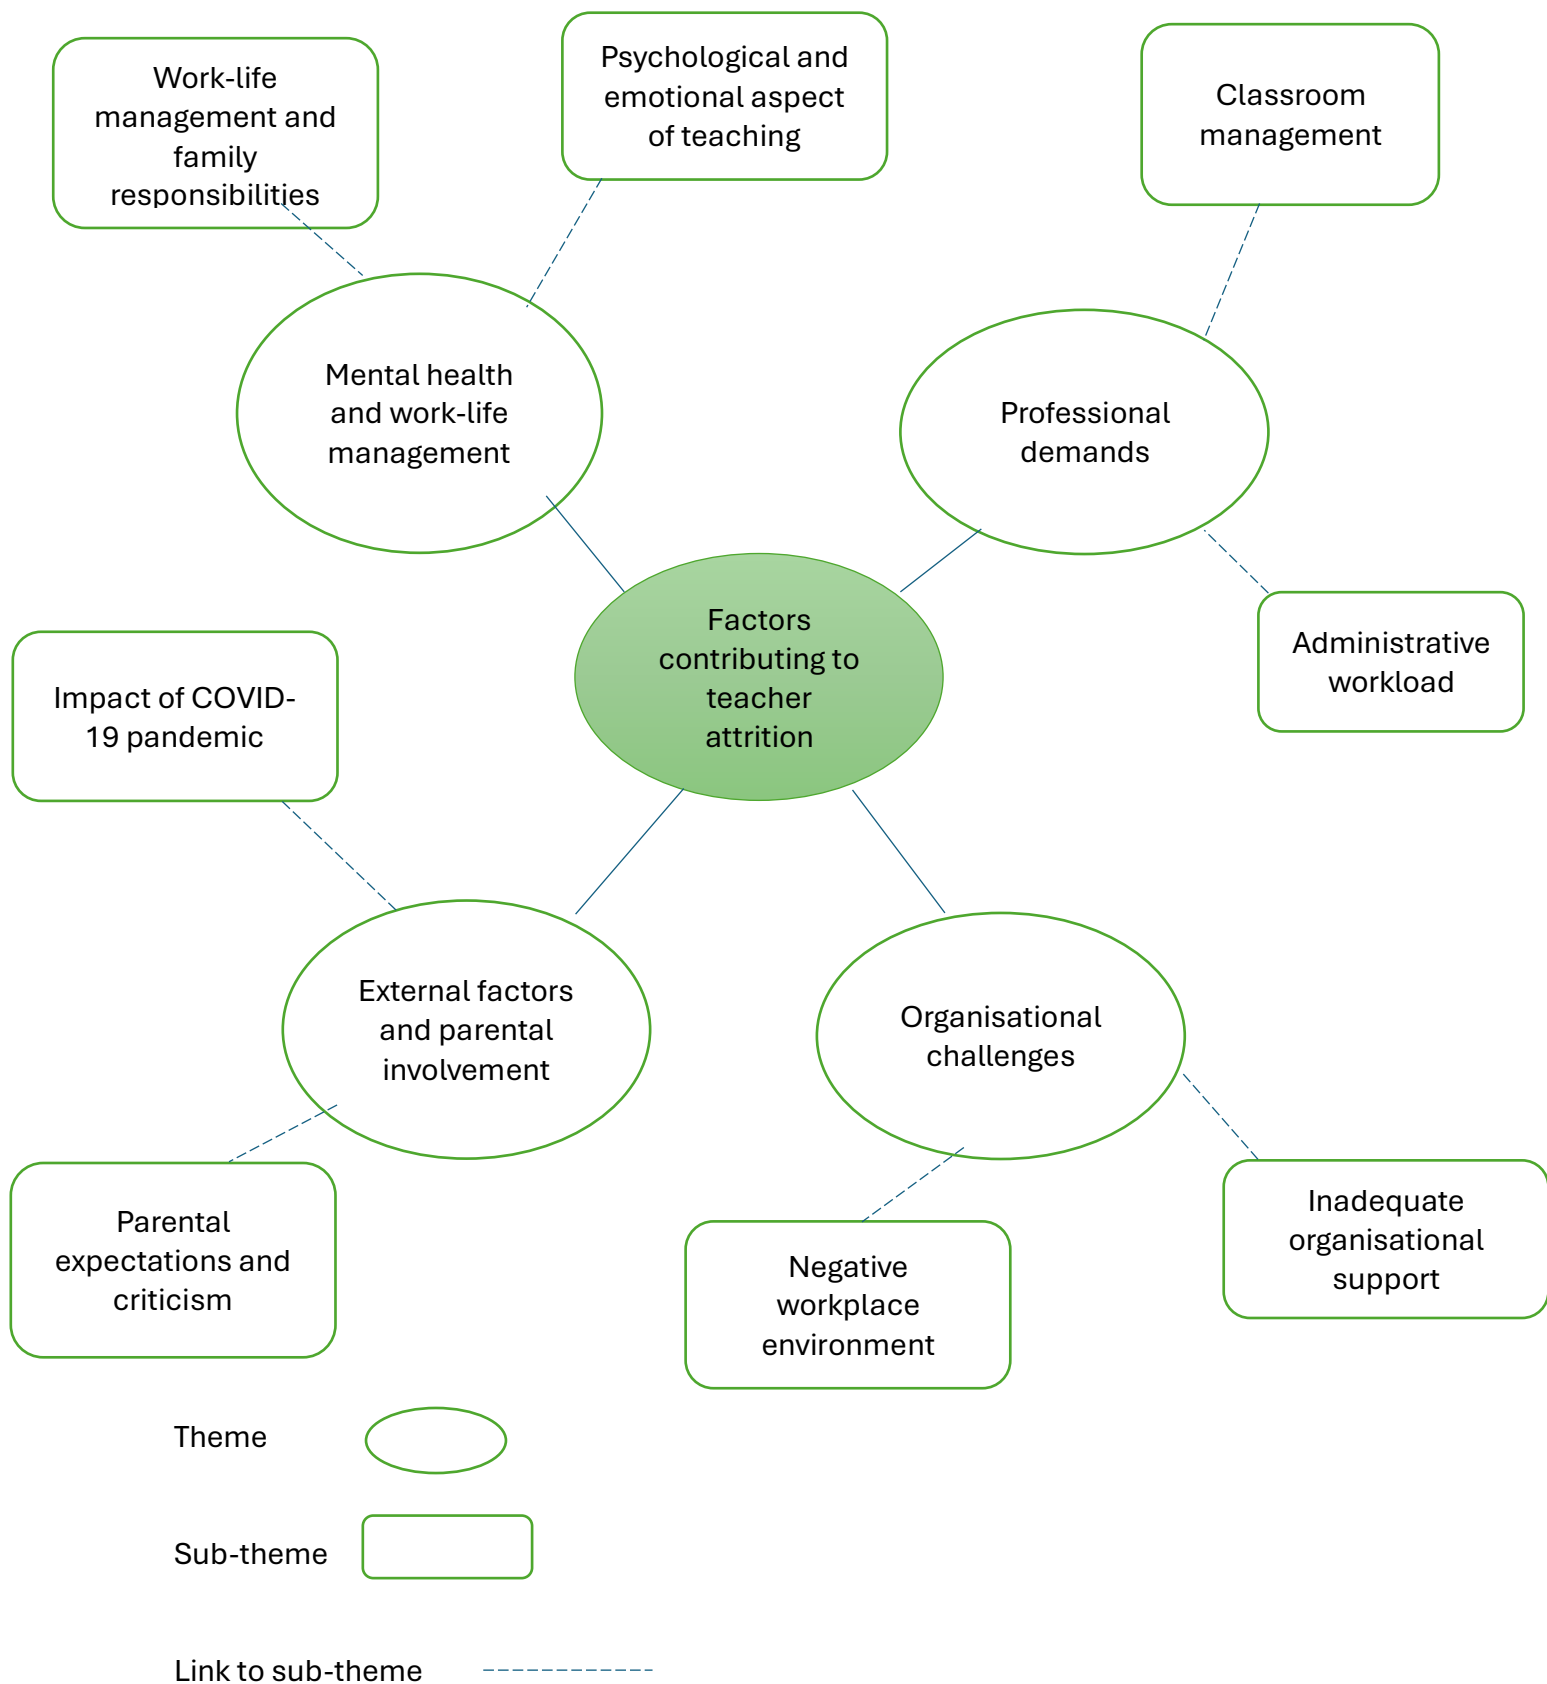 Work-life
management and
family
responsibilities
Psychological and
emotional aspect
of teaching
Classroom
management
Mental health
and work-life
management
Professional
demands
Factors
contributing to
teacher
attrition
Administrative
workload
Impact of COVID-
19 pandemic
External factors
and parental
involvement
Organisational
challenges
Parental
expectations and
criticism
Negative
workplace
environment
Inadequate
organisational
support
Theme
Sub-theme
Link to sub-theme